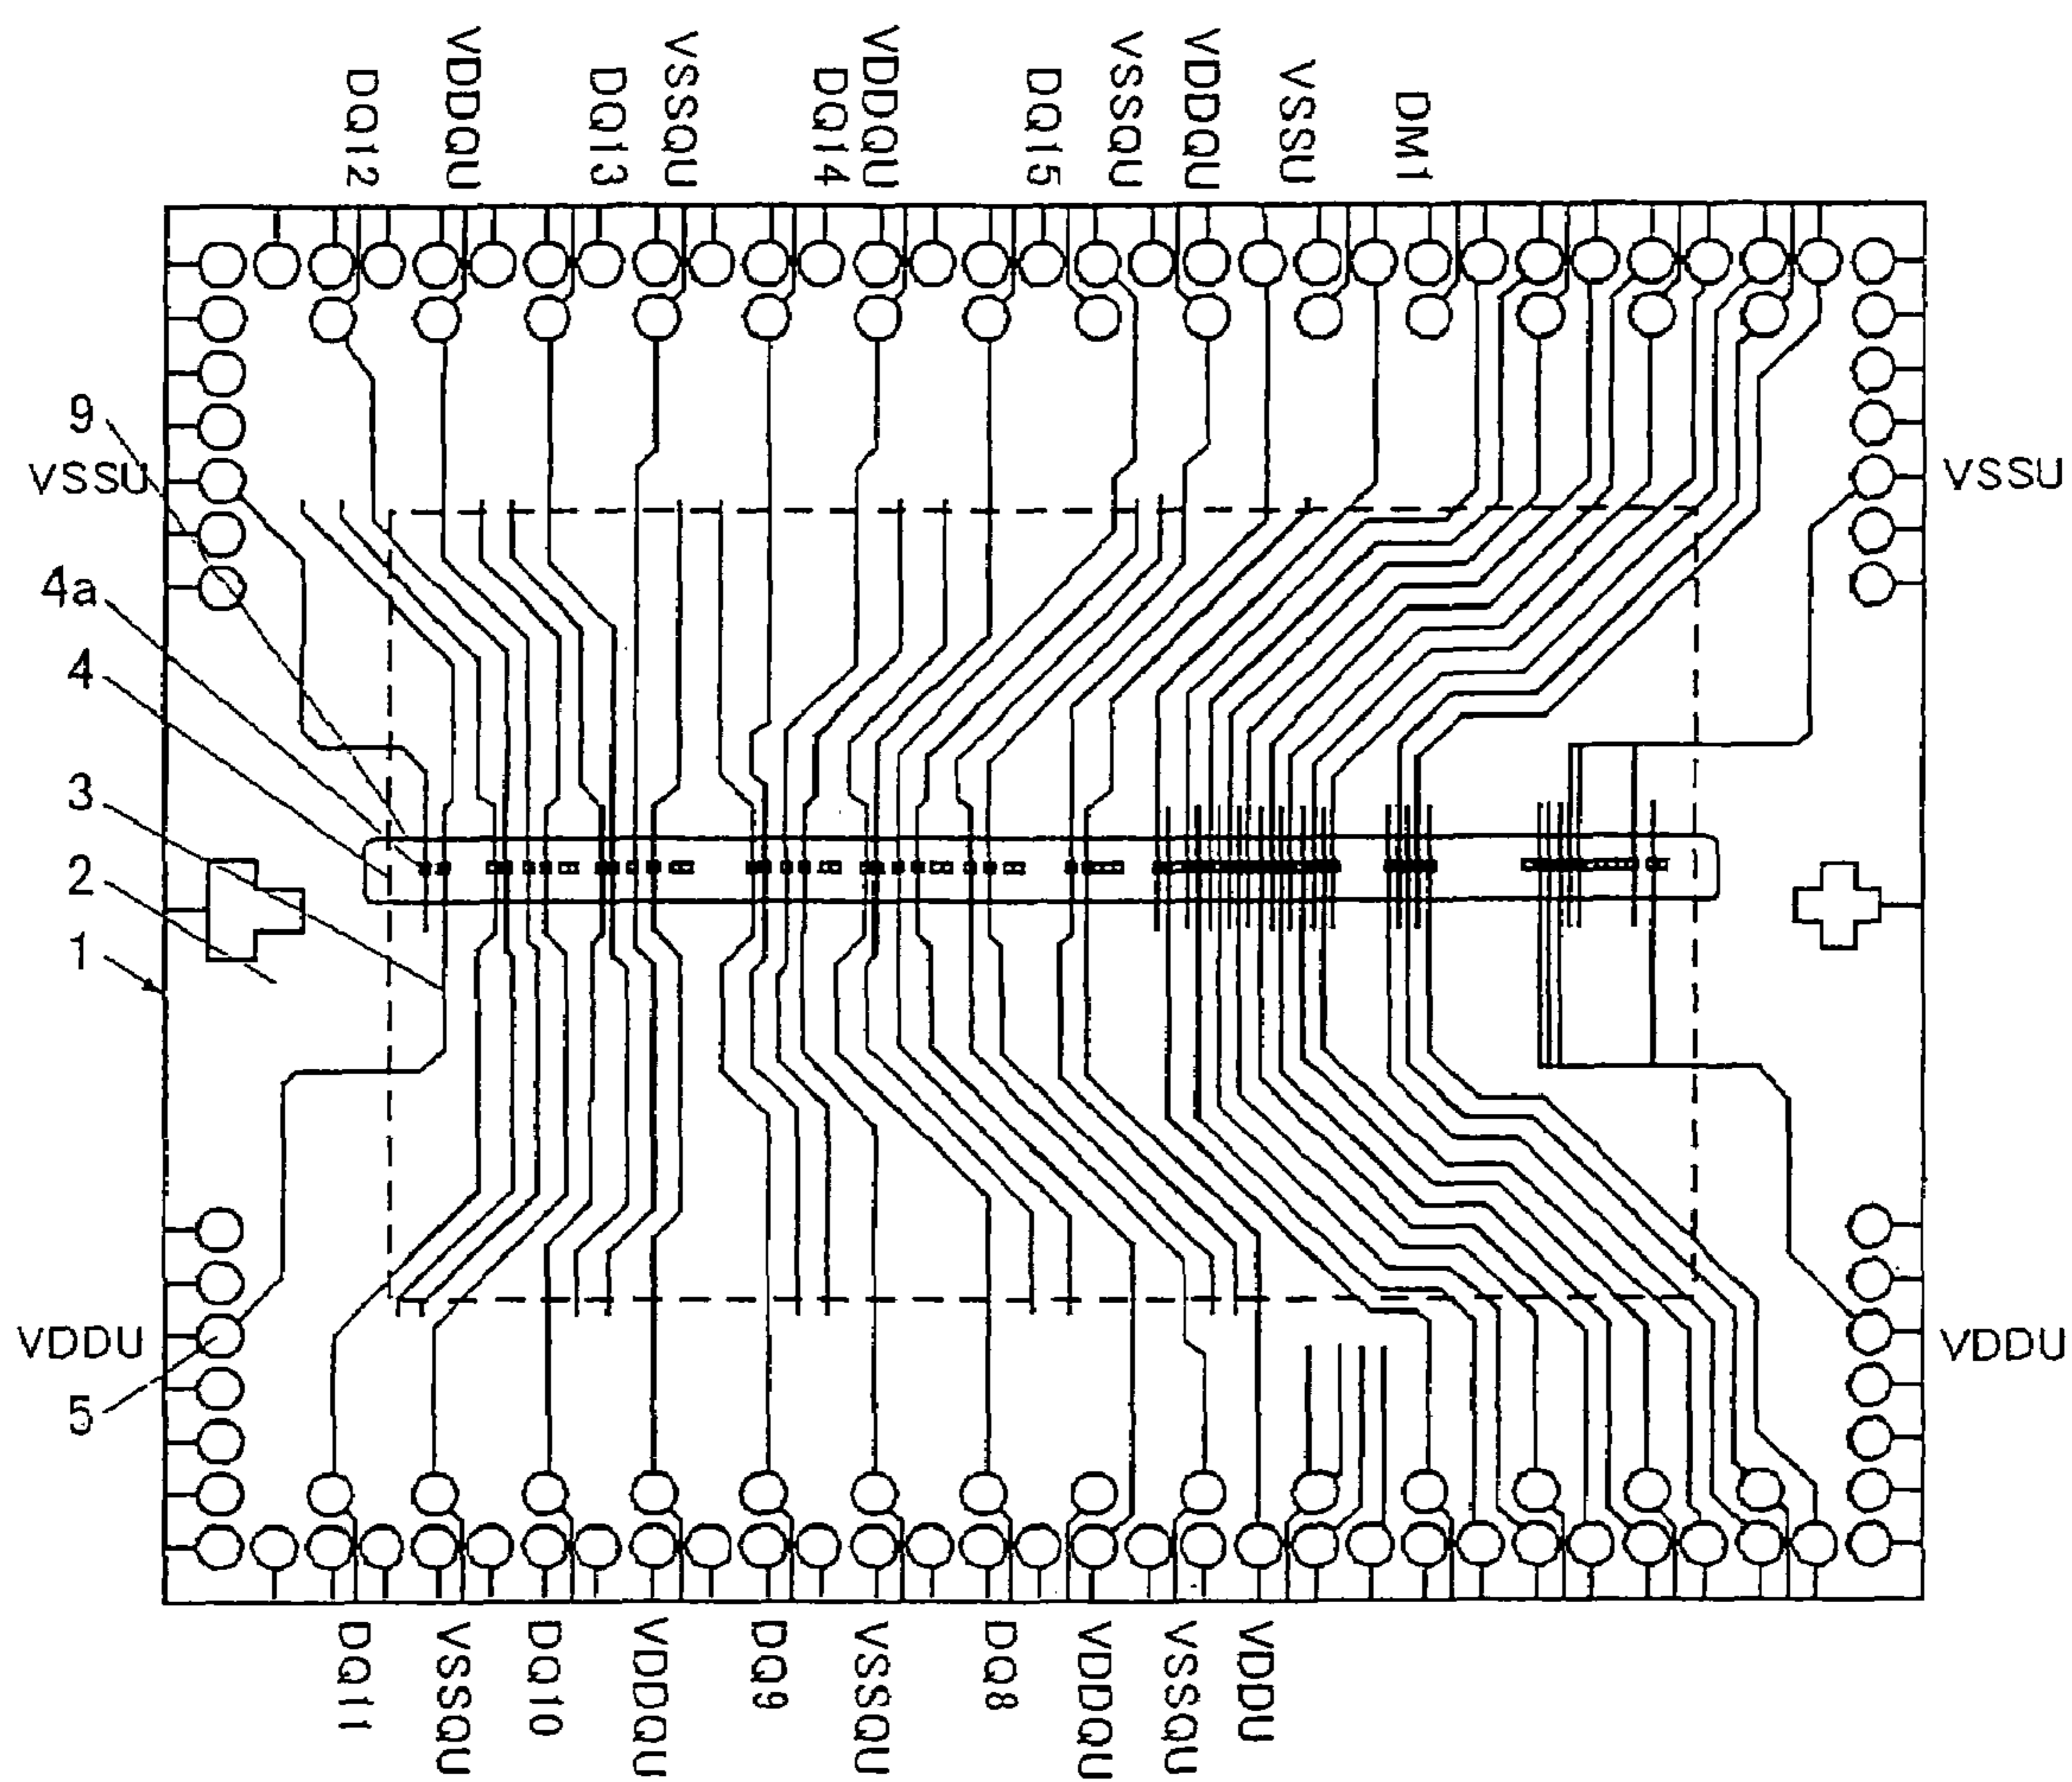 DQ12
VDDQU
DQ13
VSSQU
DQ14
VDDQU
DQ15
VSSQU
VDDQU
VSSU
DM1
9
VSSU
VSSU
4a
4
3
2
1
VDDU
VDDU
5
DQ11
VSSQU
DQ10
VDDQU
DQ9
VSSQU
DQ8
VDDQU
VSSQU
VDDU